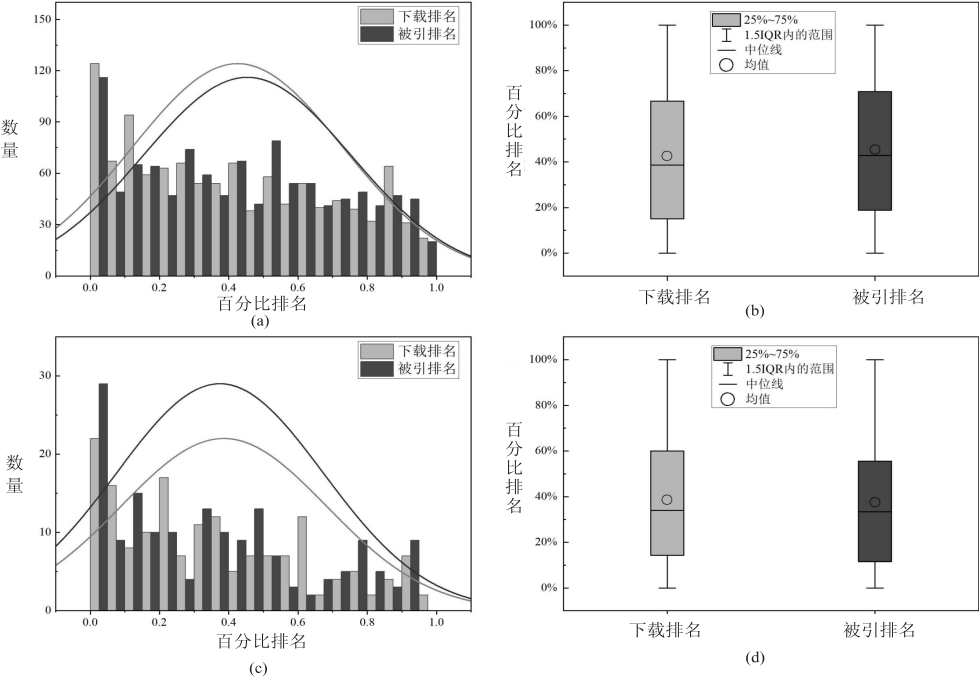 150
120
90
60
30
0
数量
下载排名
被引排名
0.0 0.2 0.4 0.6 0.8 1.0
百分比排名
(a)
100%
80%
60%
40%
20%
0%
百分比排名
25%~75%
1.5IQR内的范围
中位线
均值
下载排名 被引排名
(b)
30
20
10
0
数量
下载排名
被引排名
0.0 0.2 0.4 0.6 0.8 1.0
百分比排名
(c)
100%
80%
60%
40%
20%
0%
百分比排名
25%~75%
1.5IQR内的范围
中位线
均值
下载排名 被引排名
(d)